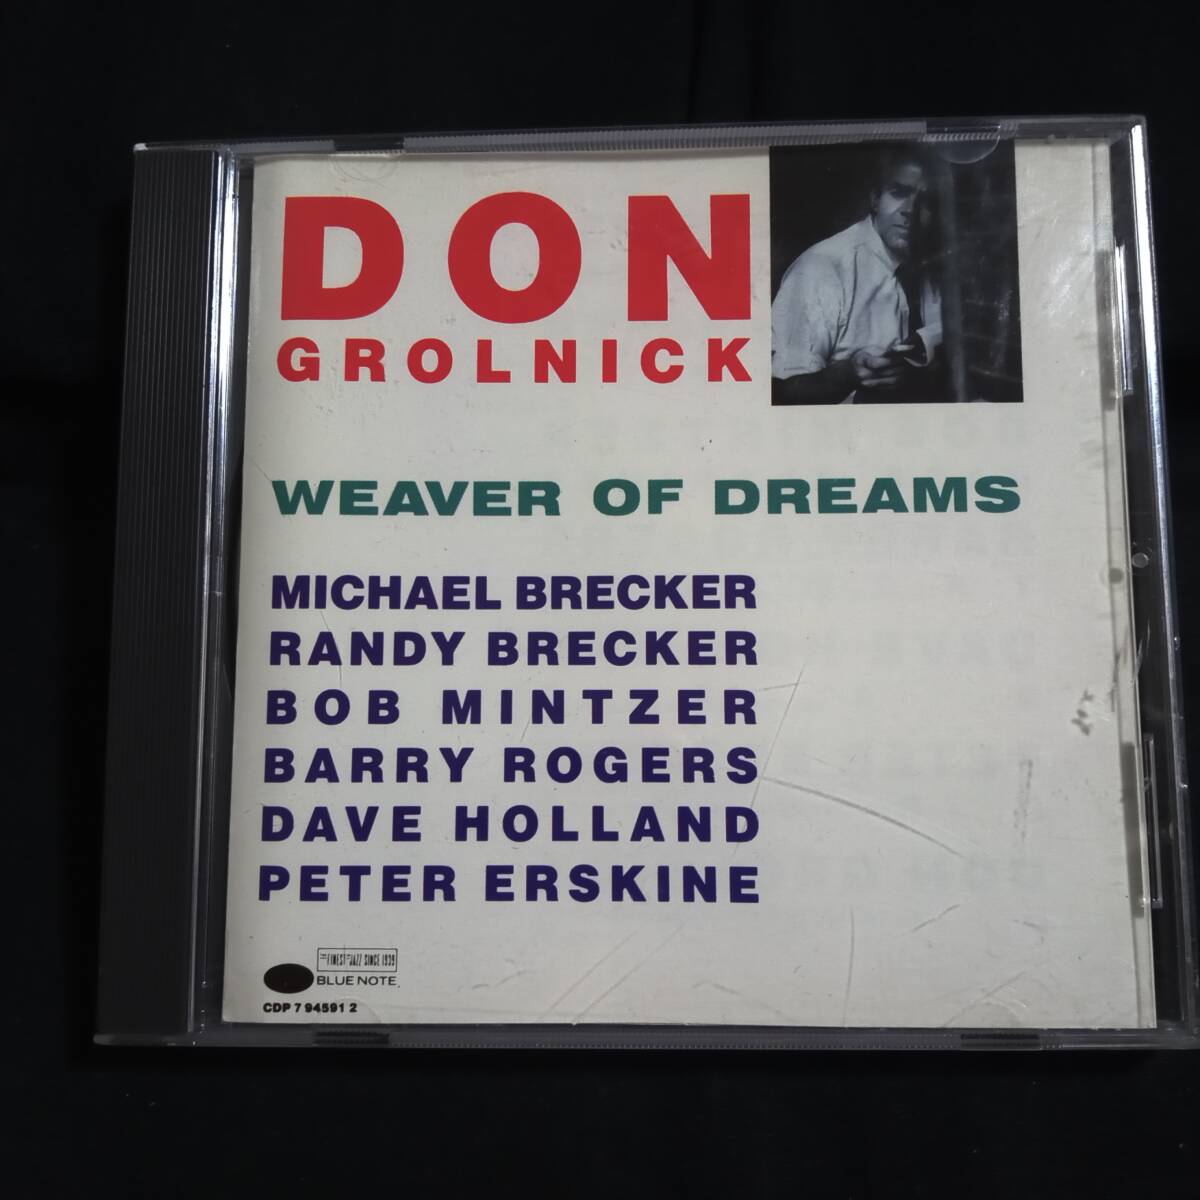 DON
GROLNICK
WEAVER OF DREAMS
MICHAEL BRECKER
RANDY BRECKER
BOB MINTZER
BARRY ROGERS
DAVE HOLLAND
PETER ERSKINE
THE FINEST IN JAZZ SINCE 1939
BLUE NOTE.
CDP 7 94591 2